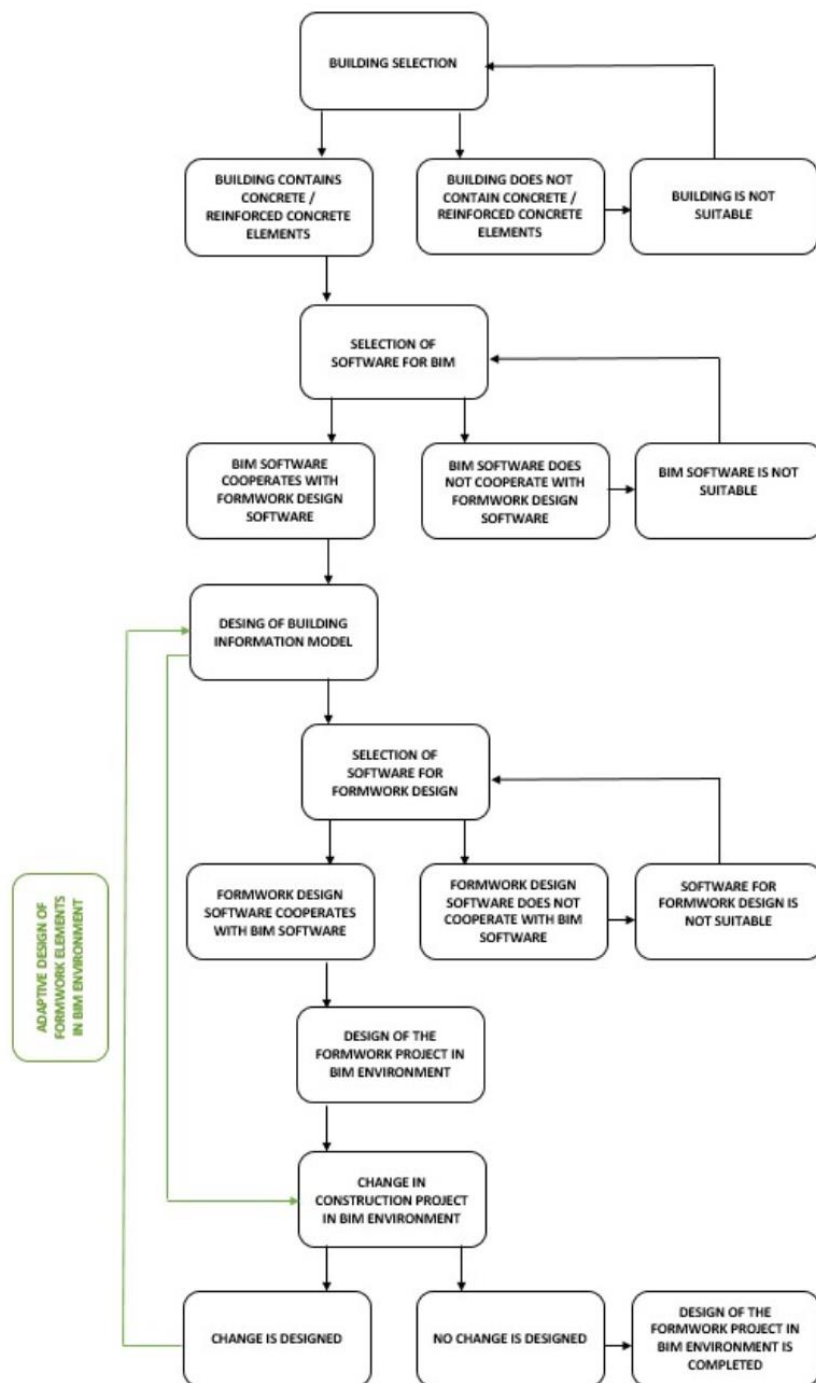 BUILDING SELECTION
BUILDING CONTAINS
CONCRETE /
REINFORCED CONCRETE
ELEMENTS
BUILDING DOES NOT
CONTAIN CONCRETE /
REINFORCED CONCRETE
ELEMENTS
BUILDING IS NOT
SUITABLE
SELECTION OF
SOFTWARE FOR BIM
BIM SOFTWARE
COOPERATES WITH
FORMWORK DESIGN
SOFTWARE
BIM SOFTWARE DOES
NOT COOPERATE WITH
FORMWORK DESIGN
SOFTWARE
BIM SOFTWARE IS NOT
SUITABLE
DESING OF BUILDING
INFORMATION MODEL
SELECTION OF
SOFTWARE FOR
FORMWORK DESIGN
FORMWORK DESIGN
SOFTWARE COOPERATES
WITH BIM SOFTWARE
FORMWORK DESIGN
SOFTWARE DOES NOT
COOPERATE WITH BIM
SOFTWARE
SOFTWARE FOR
FORMWORK DESIGN IS
NOT SUITABLE
ADAPTIVE DESIGN OF
FORMWORK ELEMENTS
IN BIM ENVIRONMENT
DESIGN OF THE
FORMWORK PROJECT IN
BIM ENVIRONMENT
CHANGE IN
CONSTRUCTION PROJECT
IN BIM ENVIRONMENT
CHANGE IS DESIGNED
NO CHANGE IS DESIGNED
DESIGN OF THE
FORMWORK PROJECT IN
BIM ENVIRONMENT IS
COMPLETED